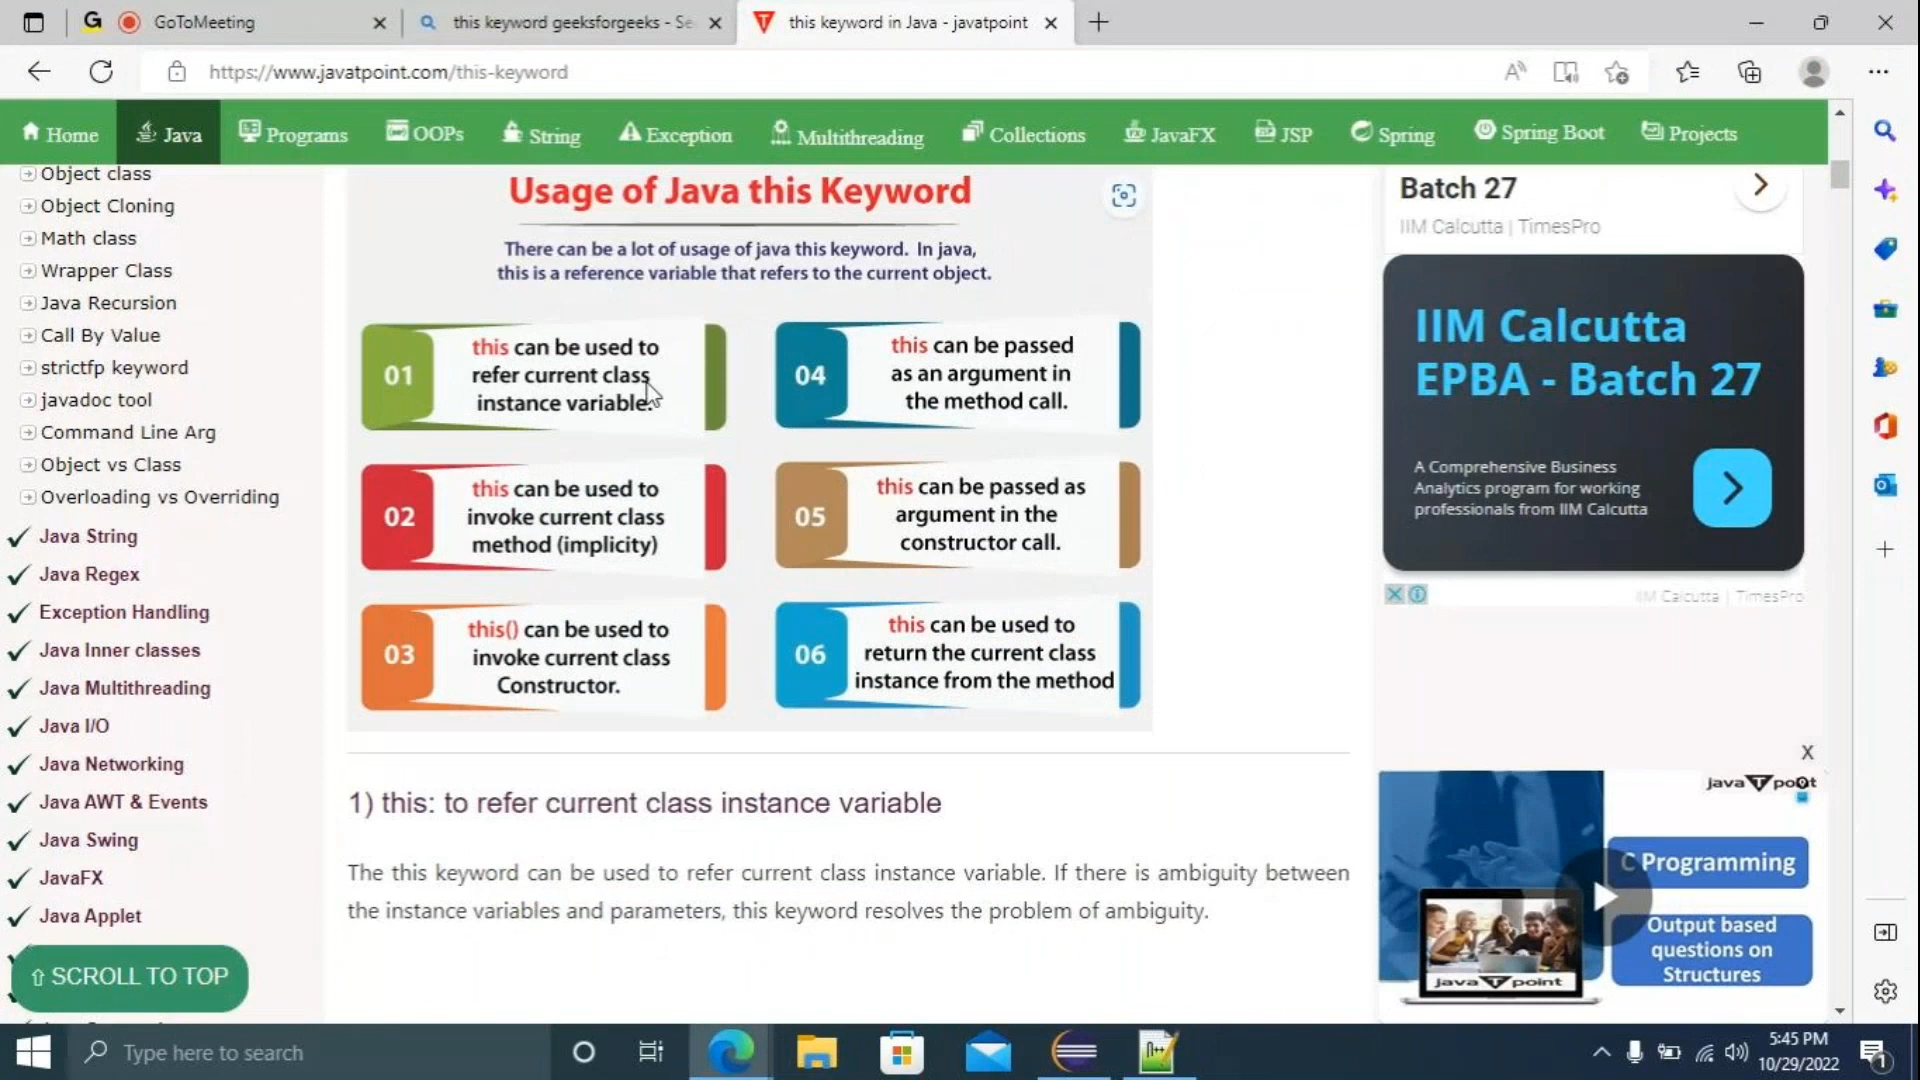 GoToMeeting
this keyword geeksforgeeks - Se
this keyword in Java - javatpoint
https://www.javatpoint.com/this-keyword
Home
Java
Programs
OOPs
String
Exception
Multithreading
Collections
JavaFX
JSP
Spring
Spring Boot
Projects
Object class
Object Cloning
Math class
Wrapper Class
Java Recursion
Call By Value
strictfp keyword
javadoc tool
Command Line Arg
Object vs Class
Overloading vs Overriding
Java String
Java Regex
Exception Handling
Java Inner classes
Java Multithreading
Java I/O
Java Networking
Java AWT & Events
Java Swing
JavaFX
Java Applet
⇧ SCROLL TO TOP
Usage of Java this Keyword
There can be a lot of usage of java this keyword. In java,
this is a reference variable that refers to the current object.
01
this can be used to
refer current class
instance variable.
02
this can be used to
invoke current class
method (implicity)
03
this() can be used to
invoke current class
Constructor.
04
this can be passed
as an argument in
the method call.
05
this can be passed as
argument in the
constructor call.
06
this can be used to
return the current class
instance from the method
1) this: to refer current class instance variable
The this keyword can be used to refer current class instance variable. If there is ambiguity between
the instance variables and parameters, this keyword resolves the problem of ambiguity.
Batch 27
IIM Calcutta | TimesPro
IIM Calcutta
EPBA - Batch 27
A Comprehensive Business
Analytics program for working
professionals from IIM Calcutta
IIM Calcutta | TimesPro
X
javaTpoint
C Programming
Output based
questions on
Structures
javaTpoint
Type here to search
5:45 PM
10/29/2022
1